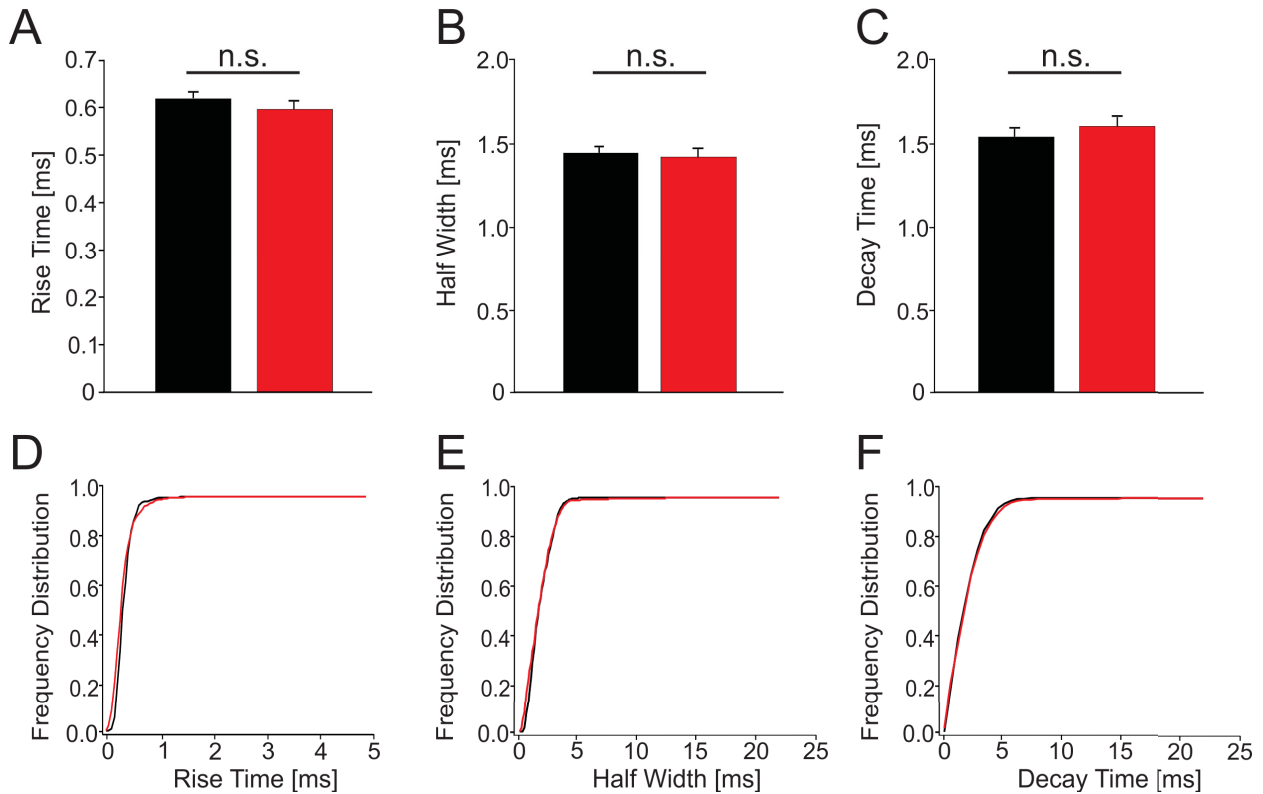 A
n.s.
0.7
0.6
0.5
0.4
0.3
0.2
0.1
0
Rise Time [ms]
B
n.s.
2.0
1.5
1.0
0.5
0
Half Width [ms]
C
n.s.
2.0
1.5
1.0
0.5
0
Decay Time [ms]
D
1.0
0.8
0.6
0.4
0.2
0.0
Frequency Distribution
0 1 2 3 4 5
Rise Time [ms]
E
1.0
0.8
0.6
0.4
0.2
0.0
Frequency Distribution
0 5 10 15 20 25
Half Width [ms]
F
1.0
0.8
0.6
0.4
0.2
0.0
Frequency Distribution
0 5 10 15 20 25
Decay Time [ms]